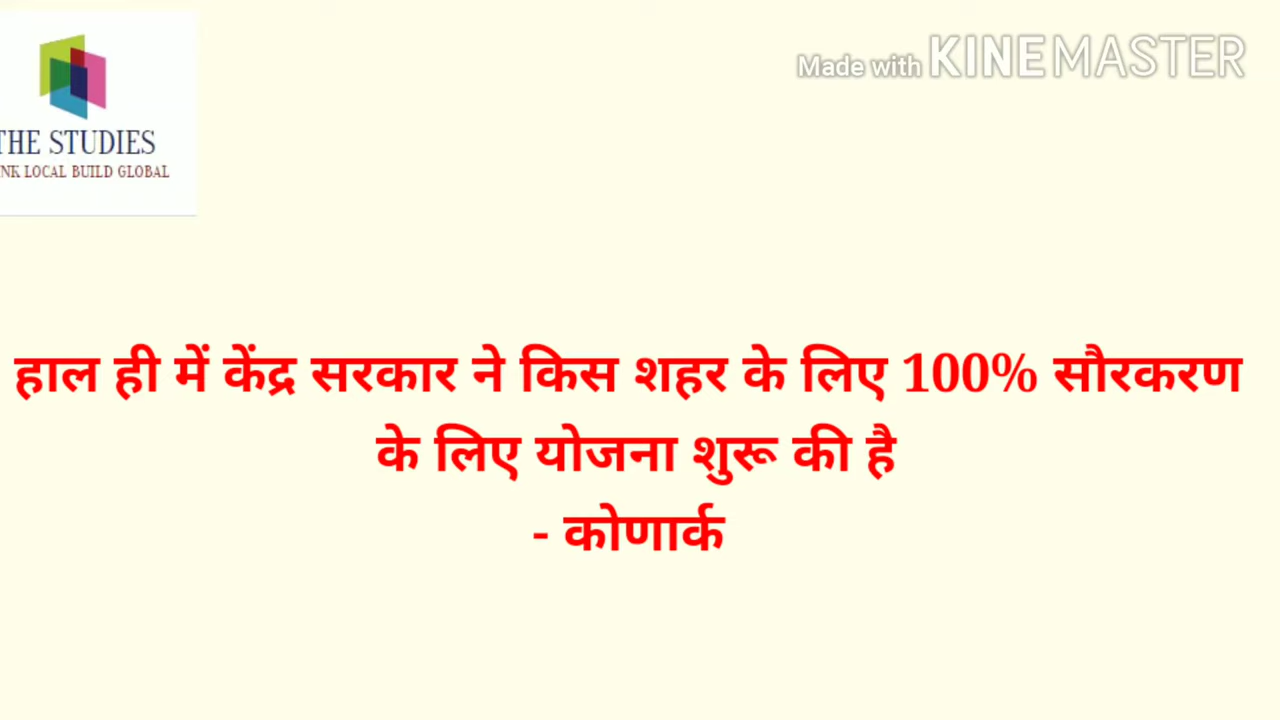 Made with KINEMASTER
THE STUDIES
NK LOCAL BUILD GLOBAL
हाल ही में केंद्र सरकार ने किस शहर के लिए 100% सौरकरण
के लिए योजना शुरू की है
- कोणार्क